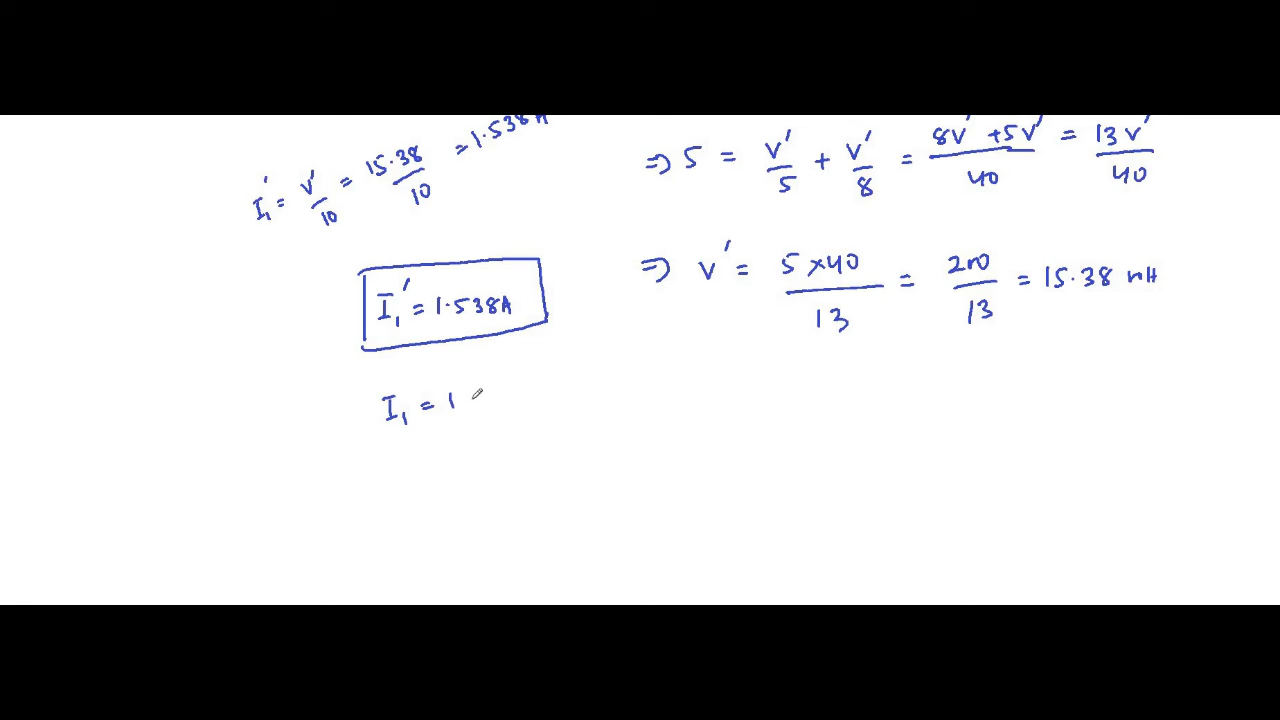 I₁' = V'/10 = 15.38/10 = 1.538A
I₁' = 1.538A
I₁ = 1
⇒ 5 = V'/5 + V'/8 = 8V' + 5V'/40 = 13V'/40
⇒ V' = 5×40/13 = 200/13 = 15.38